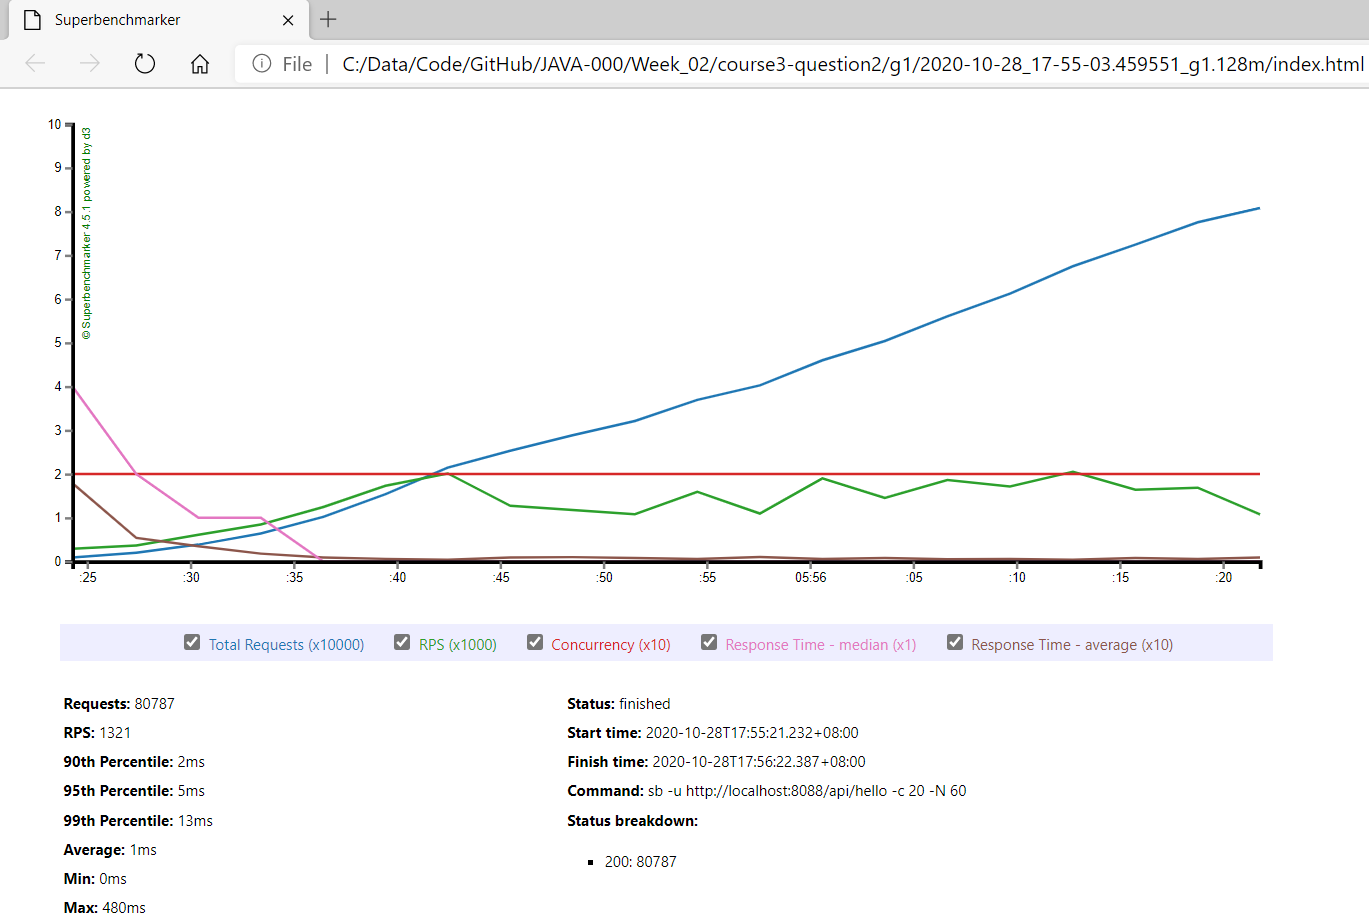 Superbenchmarker
File | C:/Data/Code/GitHub/JAVA-000/Week_02/course3-question2/g1/2020-10-28_17-55-03.459551_g1.128m/index.html
10
9
8
7
6
5
4
3
2
1
0
© Superbenchmarker 4.5.1 powered by d3
:25 :30 :35 :40 :45 :50 :55 05:56 :05 :10 :15 :20
Total Requests (x10000) RPS (x1000) Concurrency (x10) Response Time - median (x1) Response Time - average (x10)
Requests: 80787
RPS: 1321
90th Percentile: 2ms
95th Percentile: 5ms
99th Percentile: 13ms
Average: 1ms
Min: 0ms
Max: 480ms
Status: finished
Start time: 2020-10-28T17:55:21.232+08:00
Finish time: 2020-10-28T17:56:22.387+08:00
Command: sb -u http://localhost:8088/api/hello -c 20 -N 60
Status breakdown:
200: 80787